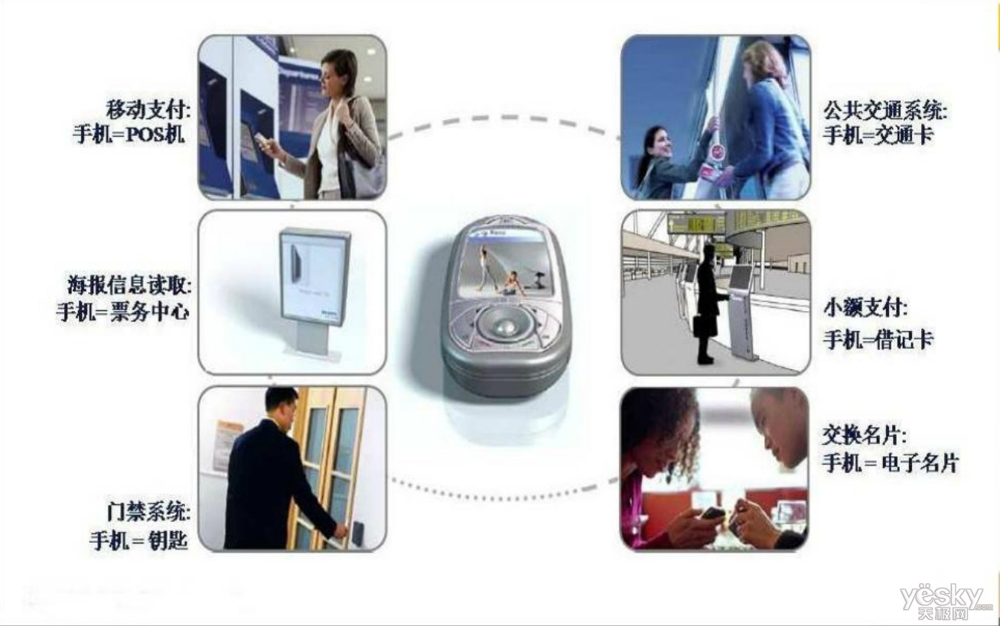 移动支付:
手机=POS机
公共交通系统:
手机=交通卡
Departures
海报信息读取:
手机=票务中心
小额支付:
手机=借记卡
门禁系统:
手机=钥匙
交换名片:
手机=电子名片
yësky.com
天极网